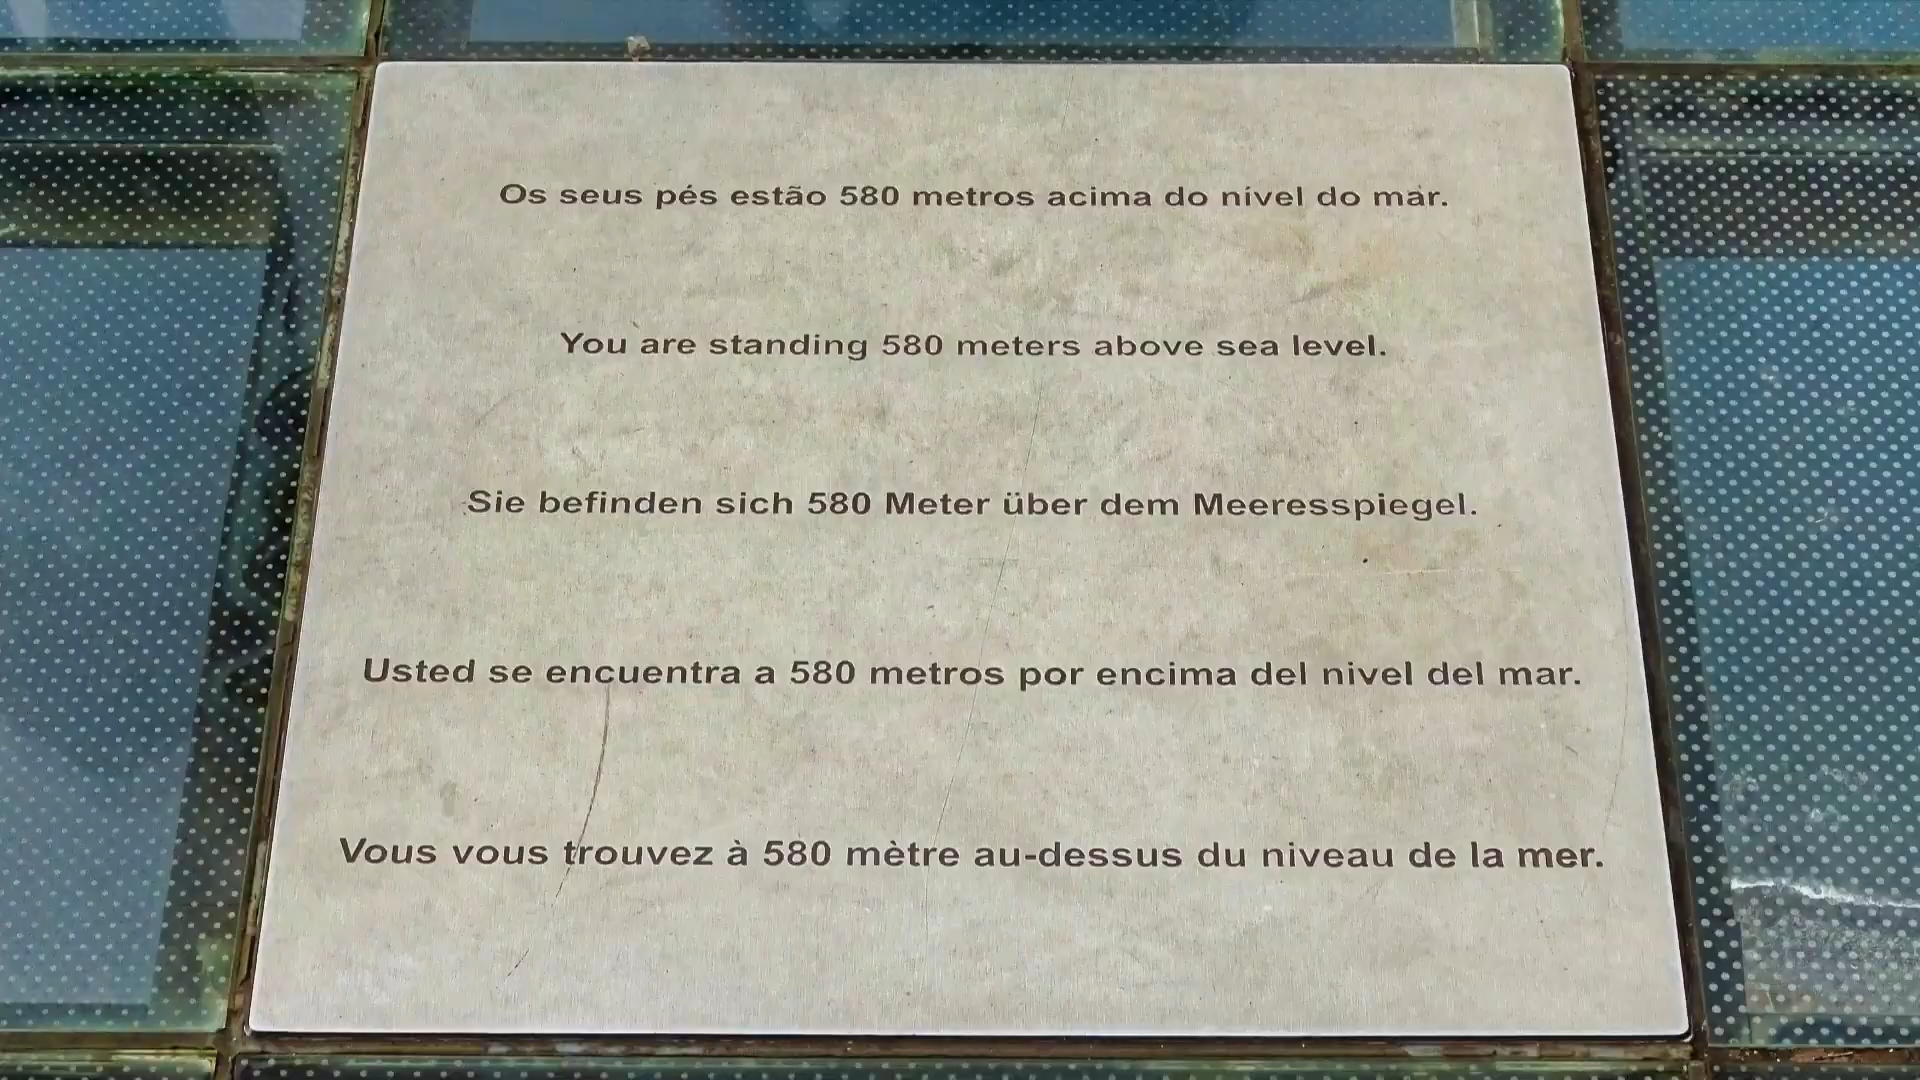 Os seus pés estão 580 metros acima do nível do mar.
You are standing 580 meters above sea level.
Sie befinden sich 580 Meter über dem Meeresspiegel.
Usted se encuentra a 580 metros por encima del nivel del mar.
Vous vous trouvez à 580 mètre au-dessus du niveau de la mer.